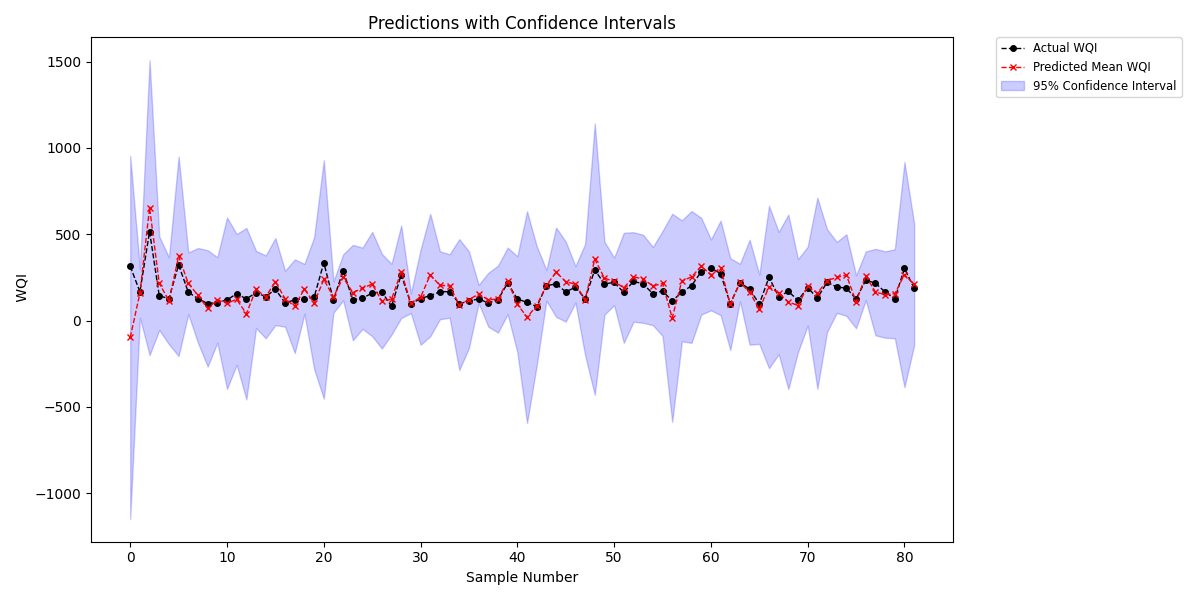 Predictions with Confidence Intervals
Actual WQI
Predicted Mean WQI
95% Confidence Interval
WQI
1500
1000
500
0
−500
−1000
0 10 20 30 40 50 60 70 80
Sample Number